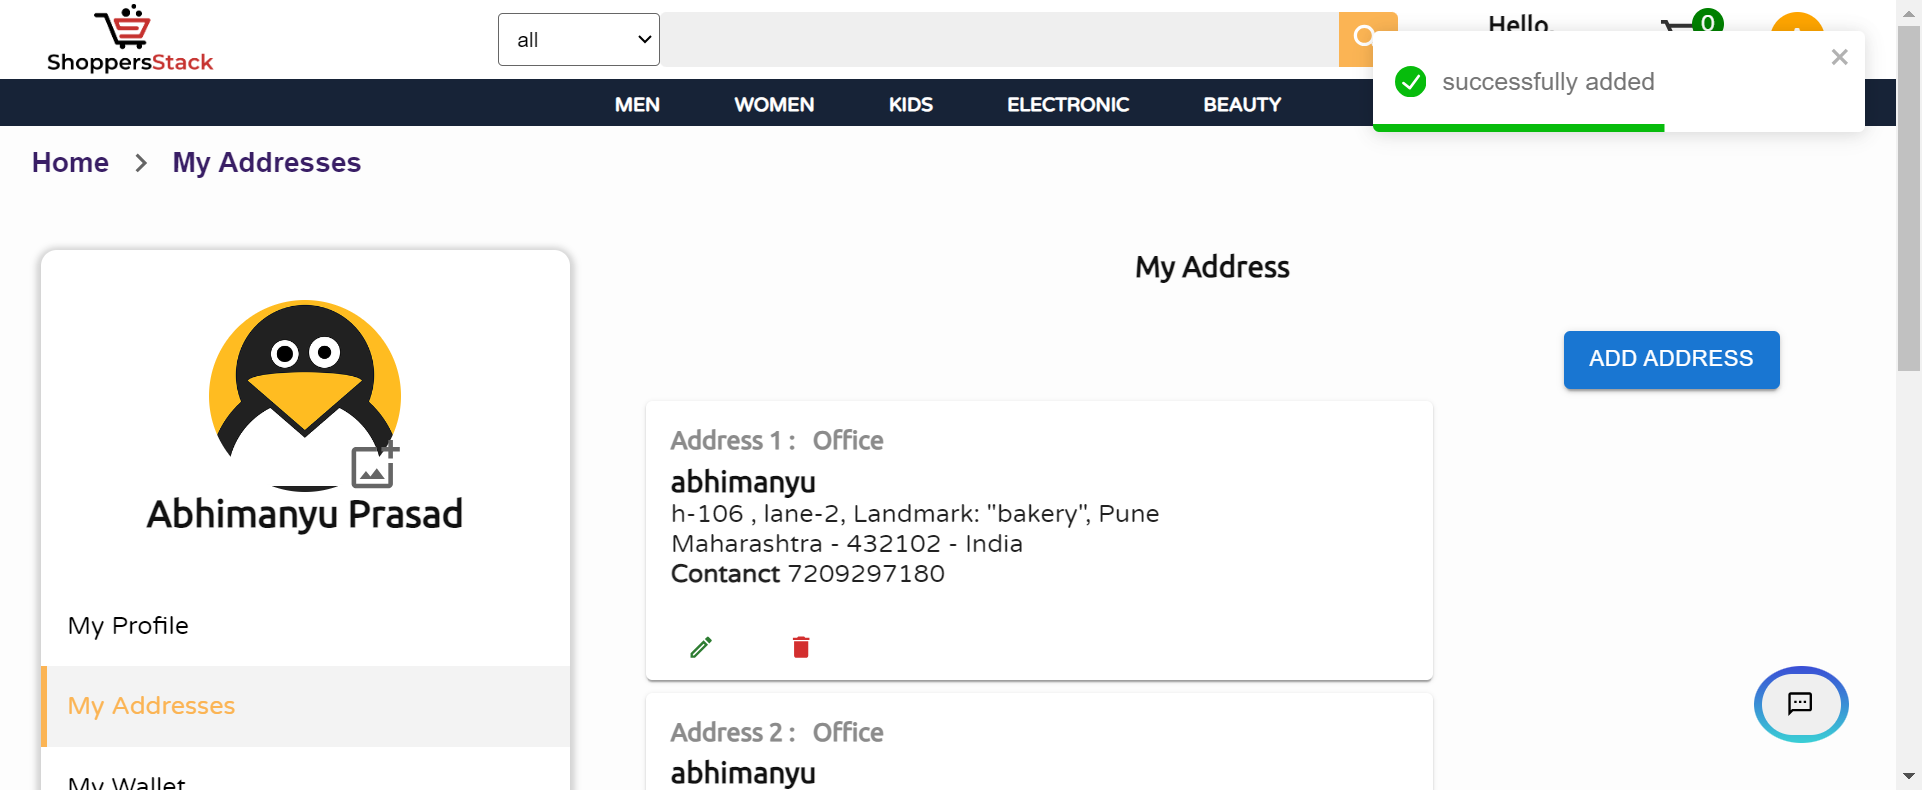 ShoppersStack
all
Hello,
0
successfully added
MEN WOMEN KIDS ELECTRONIC BEAUTY
Home > My Addresses
My Address
ADD ADDRESS
Abhimanyu Prasad
My Profile
My Addresses
My Wallet
Address 1 : Office
abhimanyu
h-106 , lane-2, Landmark: "bakery", Pune
Maharashtra - 432102 - India
Contanct 7209297180
Address 2 : Office
abhimanyu